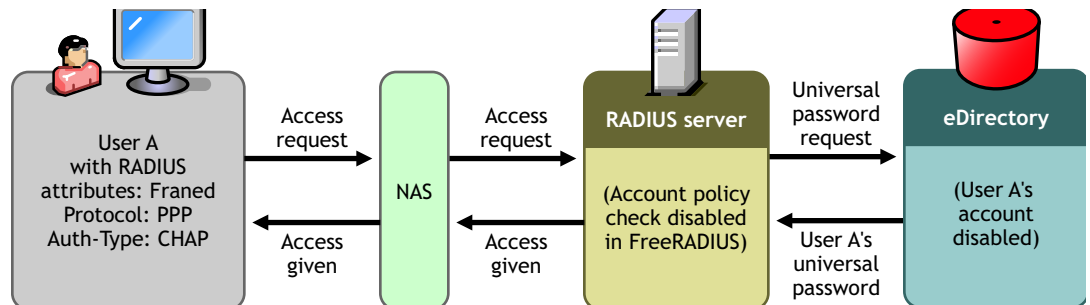 User A
with RADIUS
attributes: Franed
Protocol: PPP
Auth-Type: CHAP
Access
request
Access
given
NAS
Access
request
Access
given
RADIUS server
(Account policy
check disabled
in FreeRADIUS)
Universal
password
request
User A's
universal
password
eDirectory
(User A's
account
disabled)